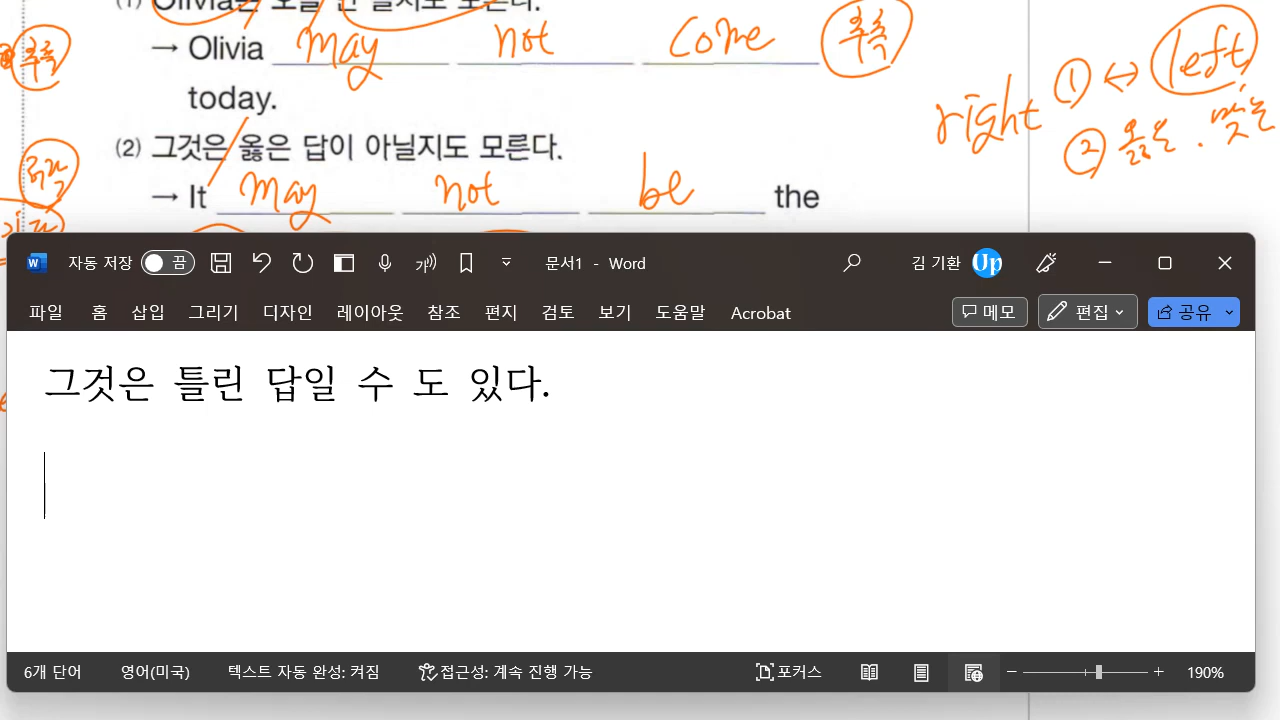 (1) Olivia는 오늘 안 올지도 모른다.
추측 → Olivia may not come 추측
today.
right ① ↔ left
② 옳은. 맞는
(2) 그것은 옳은 답이 아닐지도 모른다.
→ It may not be the
자동 저장 끔 가 문서1 - Word 김 기환 Up
파일 홈 삽입 그리기 디자인 레이아웃 참조 편지 검토 보기 도움말 Acrobat 메모 편집 공유
그것은 틀린 답일 수 도 있다.
6개 단어 영어(미국) 텍스트 자동 완성: 켜짐 접근성: 계속 진행 가능 포커스 190%